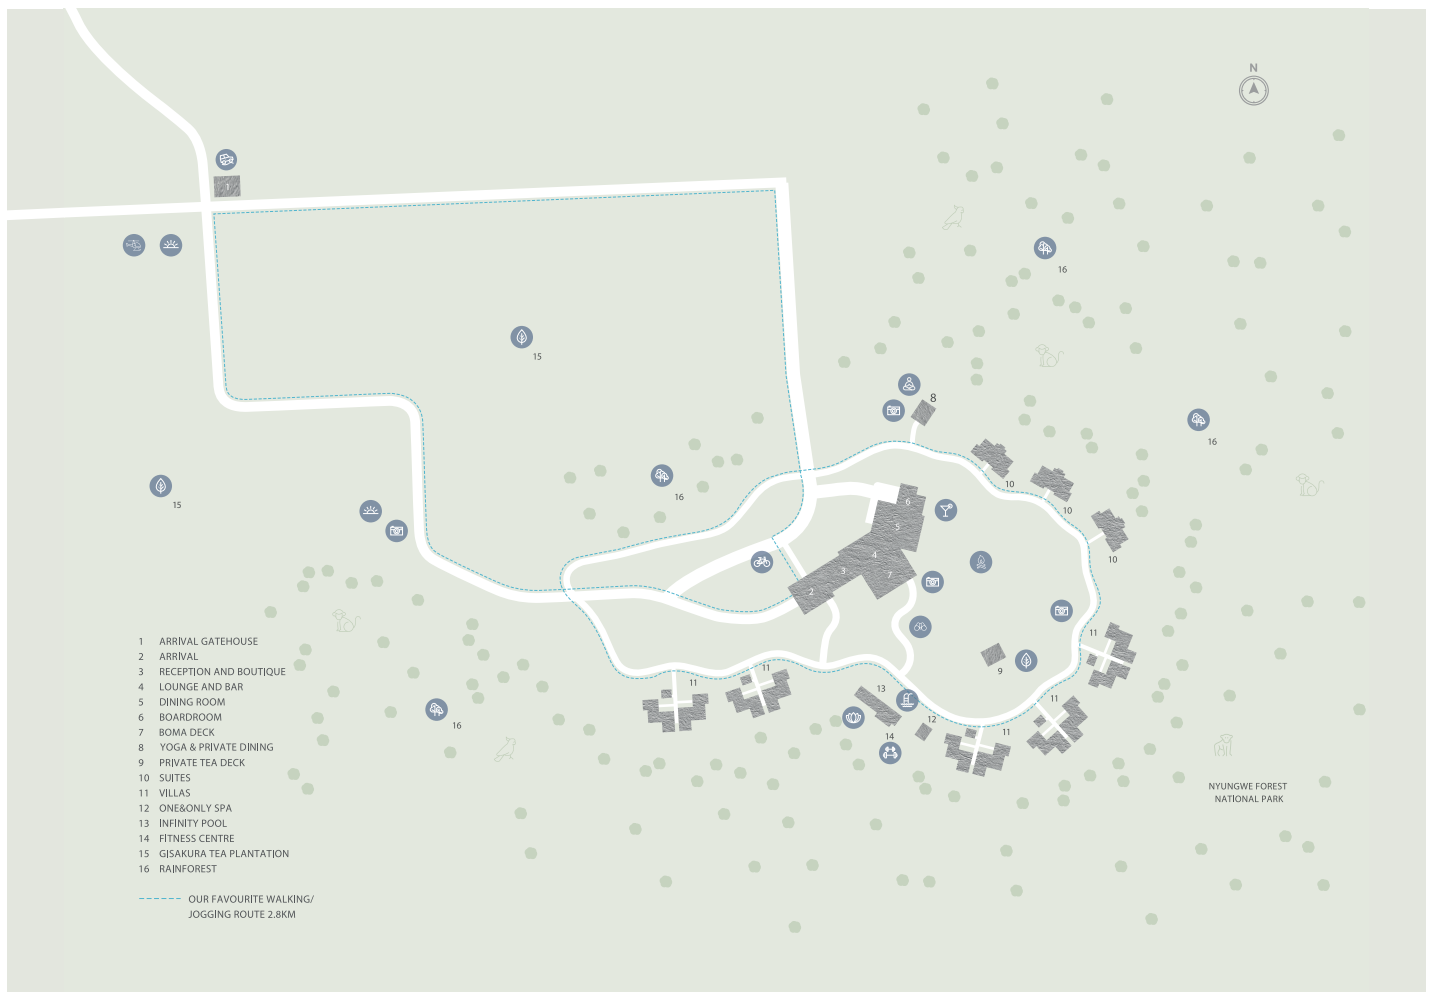 N
1
16
15
8
16
10
16
10
15
6
5
10
4
3
7
2
11
9
11
11
11
13
11
12
14
11
16
1 ARRIVAL GATEHOUSE
2 ARRIVAL
3 RECEPTION AND BOUTIQUE
4 LOUNGE AND BAR
5 DINING ROOM
6 BOARDROOM
7 BOMA DECK
8 YOGA & PRIVATE DINING
9 PRIVATE TEA DECK
10 SUITES
11 VILLAS
12 ONE&ONLY SPA
13 INFINITY POOL
14 FITNESS CENTRE
15 GISAKURA TEA PLANTATION
16 RAINFOREST
OUR FAVOURITE WALKING/
JOGGING ROUTE 2.8KM
NYUNGWE FOREST
NATIONAL PARK